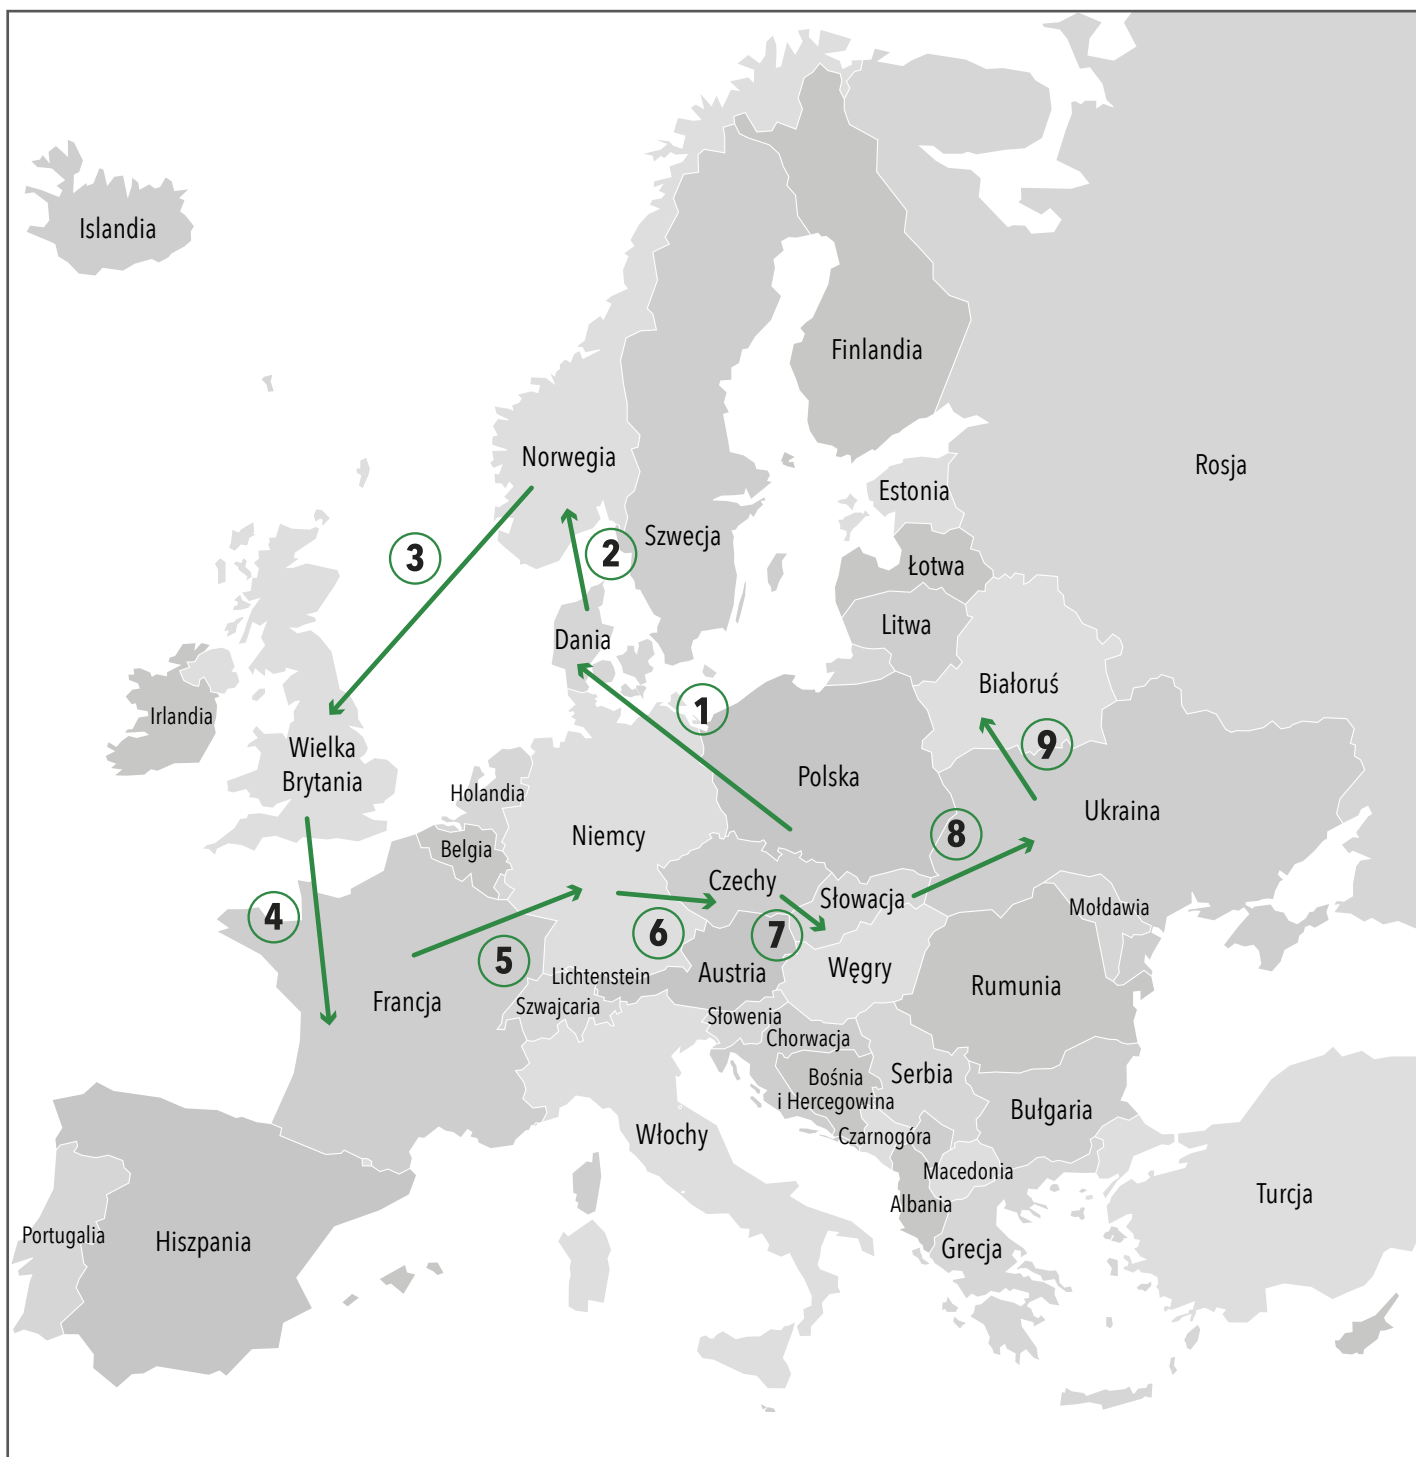 Islandia
Finlandia
Norwegia
Rosja
Estonia
Szwecja
3
2
Łotwa
Litwa
Dania
Białoruś
Irlandia
1
Wielka
Brytania
9
Polska
Holandia
Ukraina
Niemcy
8
Belgia
Czechy
Słowacja
Mołdawia
4
6
7
5
Węgry
Austria
Lichtenstein
Rumunia
Francja
Szwajcaria
Słowenia
Chorwacja
Serbia
Bośnia
i Hercegowina
Bułgaria
Włochy
Czarnogóra
Macedonia
Turcja
Albania
Portugalia
Hiszpania
Grecja